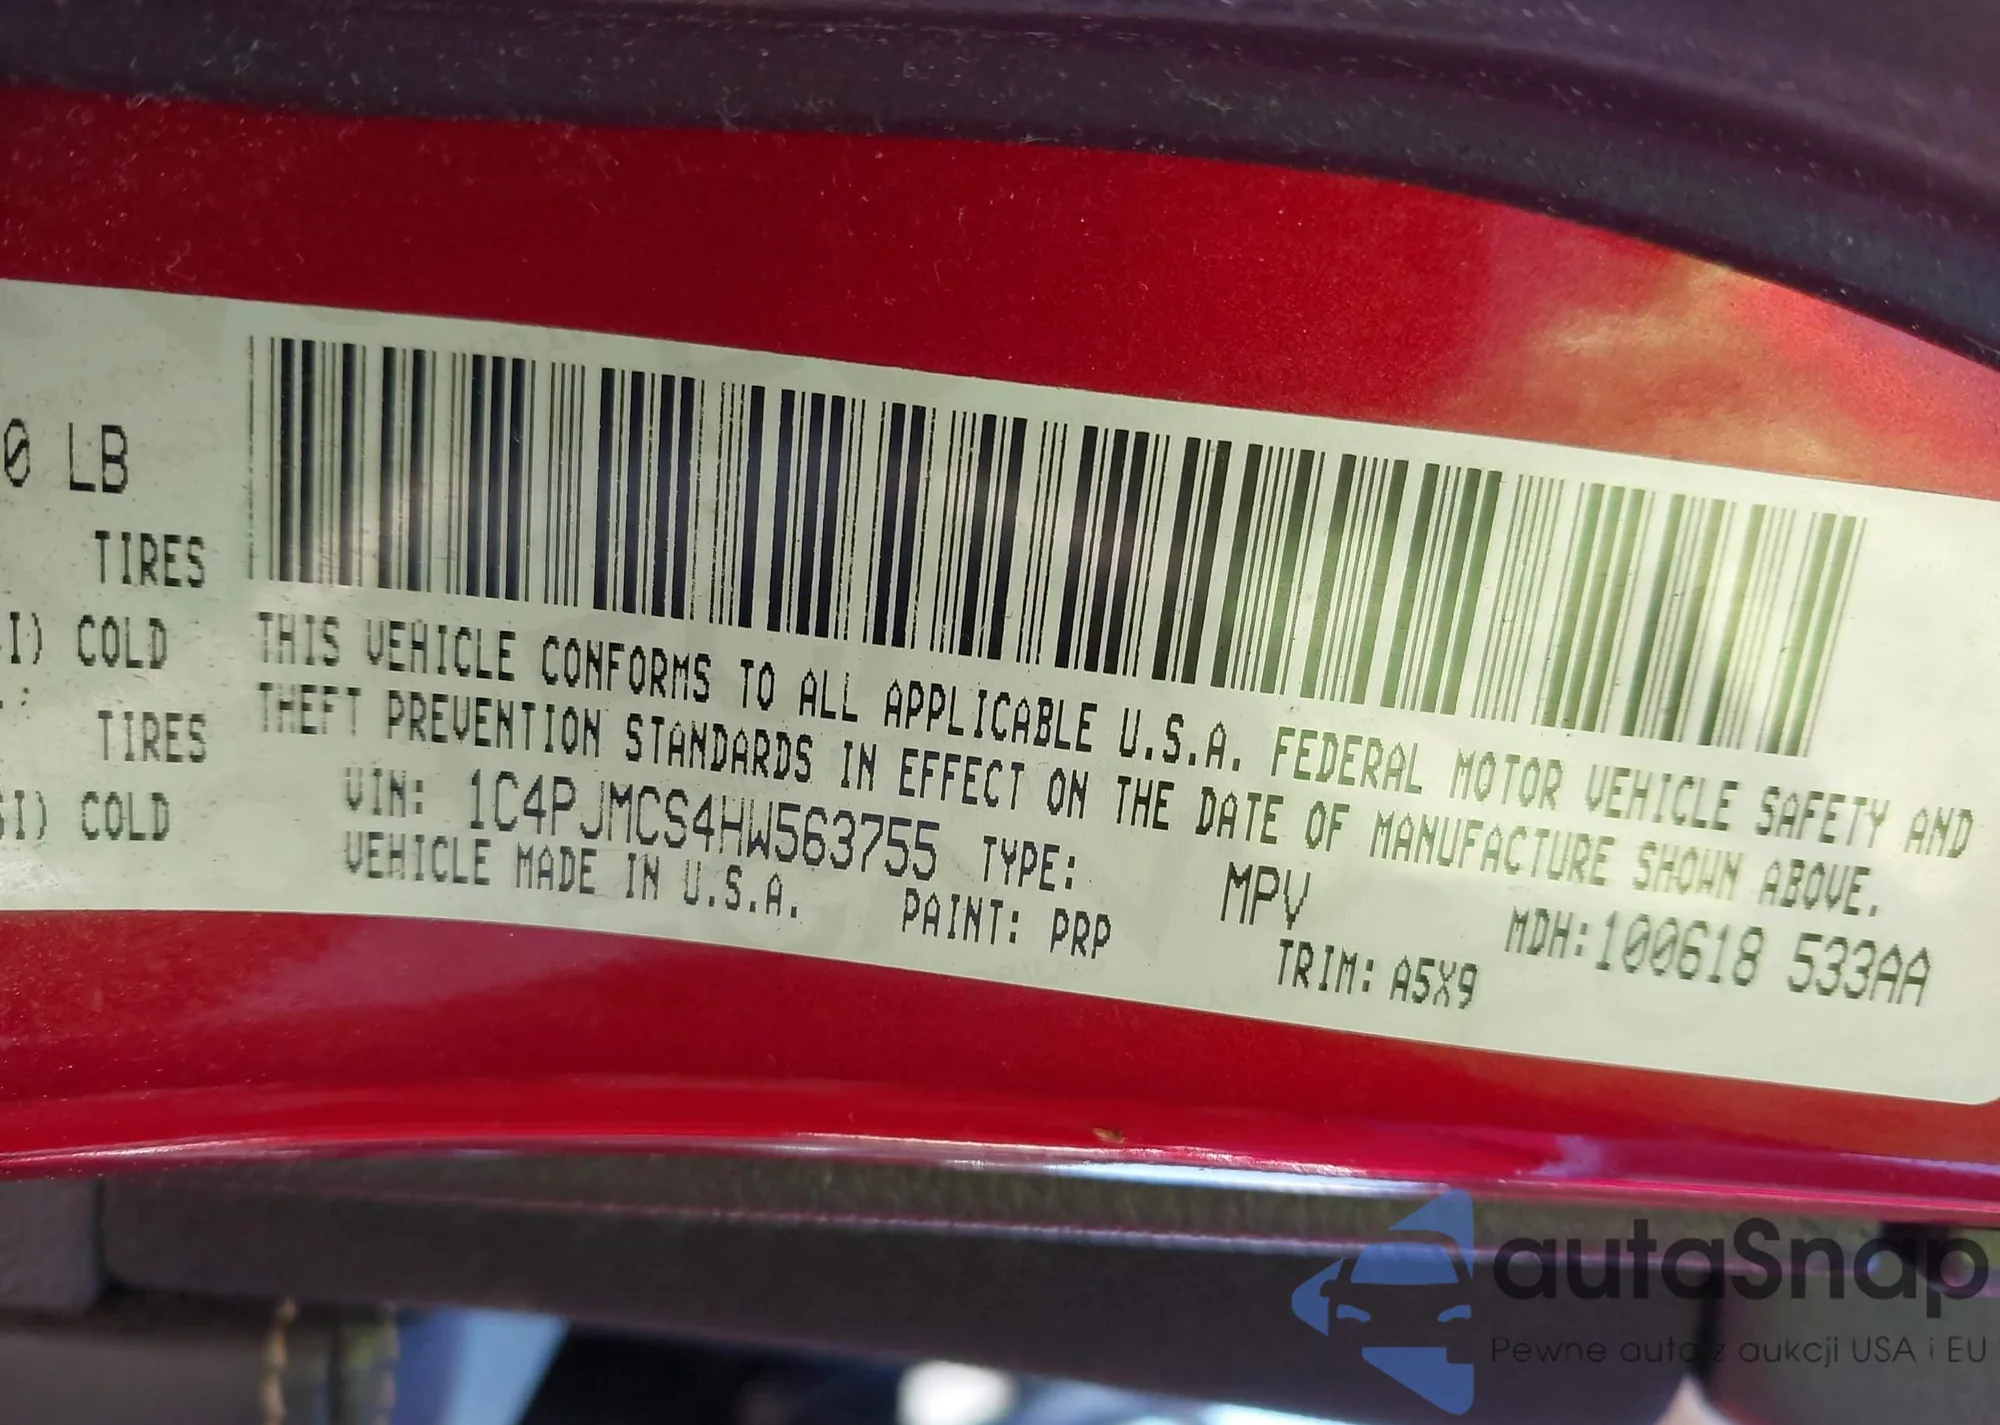 0 LB
TIRES
I) COLD
TIRES
SI) COLD
THIS VEHICLE CONFORMS TO ALL APPLICABLE U.S.A. FEDERAL MOTOR VEHICLE SAFETY AND
THEFT PREVENTION STANDARDS IN EFFECT ON THE DATE OF MANUFACTURE SHOWN ABOVE.
VIN: 1C4PJMCS4HW563755 TYPE: MPV MDH:100618 533AA
VEHICLE MADE IN U.S.A. PAINT: PRP TRIM: A5X9
autaSnap
Pewne auta z aukcji USA i EU